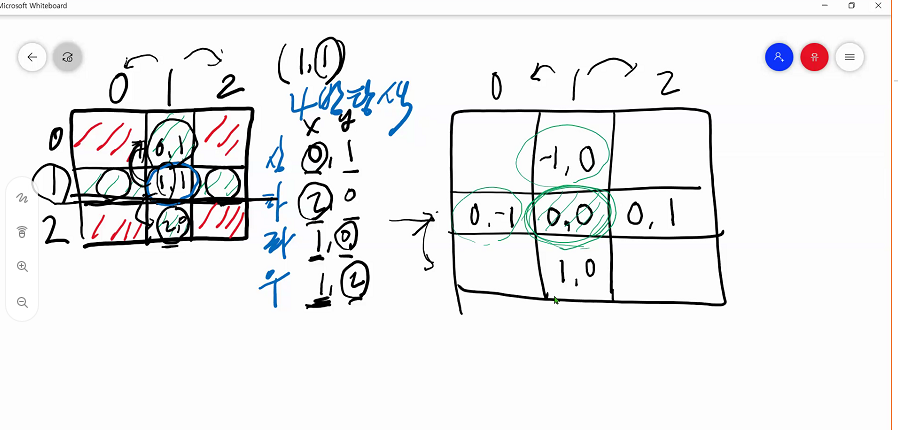 Microsoft Whiteboard
(1,1)
4방탐색
0 1 2
0 0,1
1 1,1
2 2,0
x y
상 0, 1
하 2, 0
좌 1, 0
우 1, 2
0 1 2
-1, 0
0,-1 0,0 0, 1
1, 0